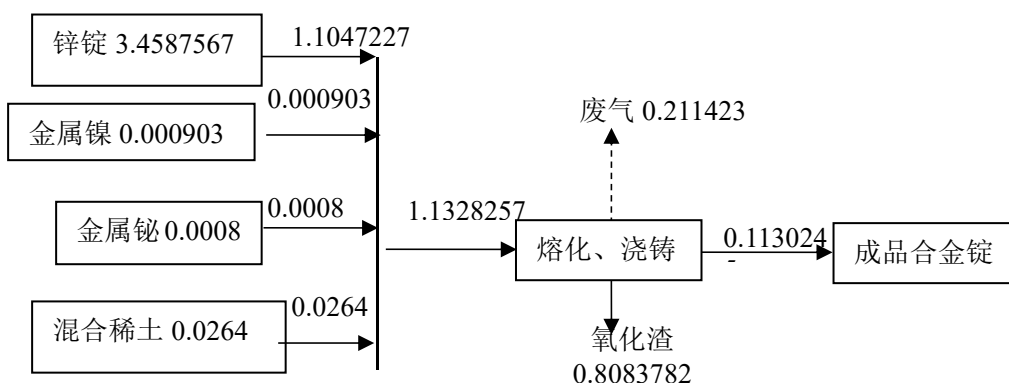 锌锭 3.4587567
1.1047227
金属镍 0.000903
0.000903
金属铋 0.0008
0.0008
混合稀土 0.0264
0.0264
1.1328257
废气 0.211423
熔化、浇铸
氧化渣
0.8083782
0.113024
成品合金锭